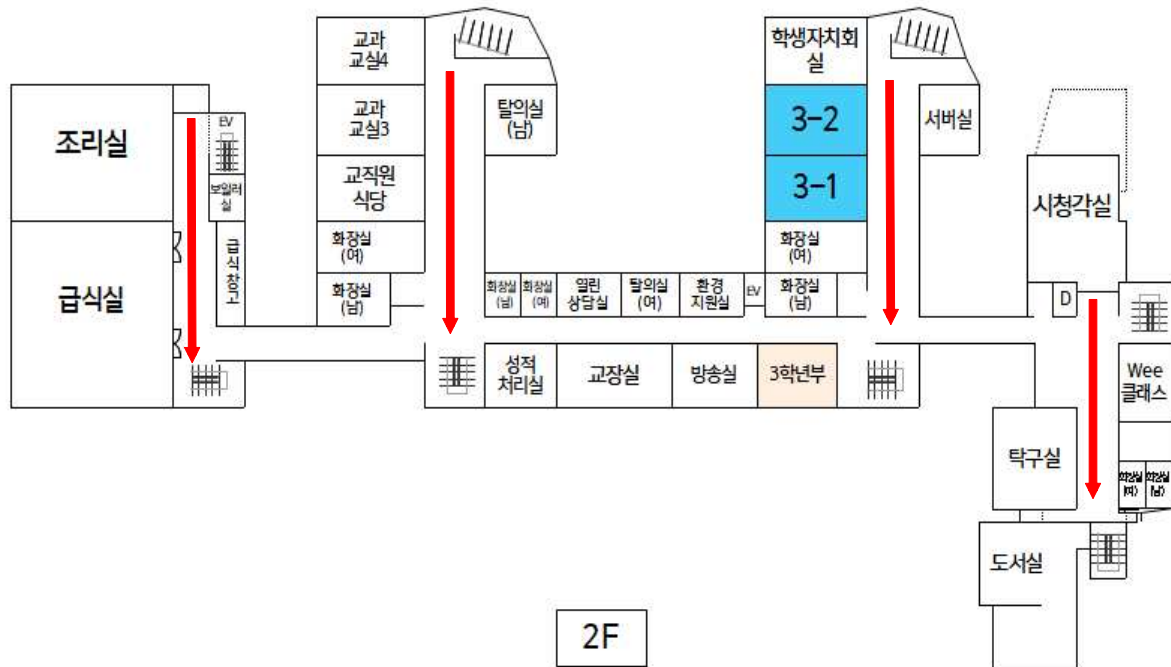 교과
교실4
학생자치회
실
교과
교실3
탈의실
(남)
3-2
서버실
조리실
EV
보일러
실
교직원
식당
3-1
시청각실
급식실
급식창고
화장실
(여)
화장실
(여)
화장실
(남)
화장실
(남)
화장실
(여)
열린
상담실
탈의실
(여)
환경
지원실
EV
화장실
(남)
D
성적
처리실
교장실
방송실
3학년부
Wee
클래스
탁구실
화장실
(여)
화장실
(남)
도서실
2F